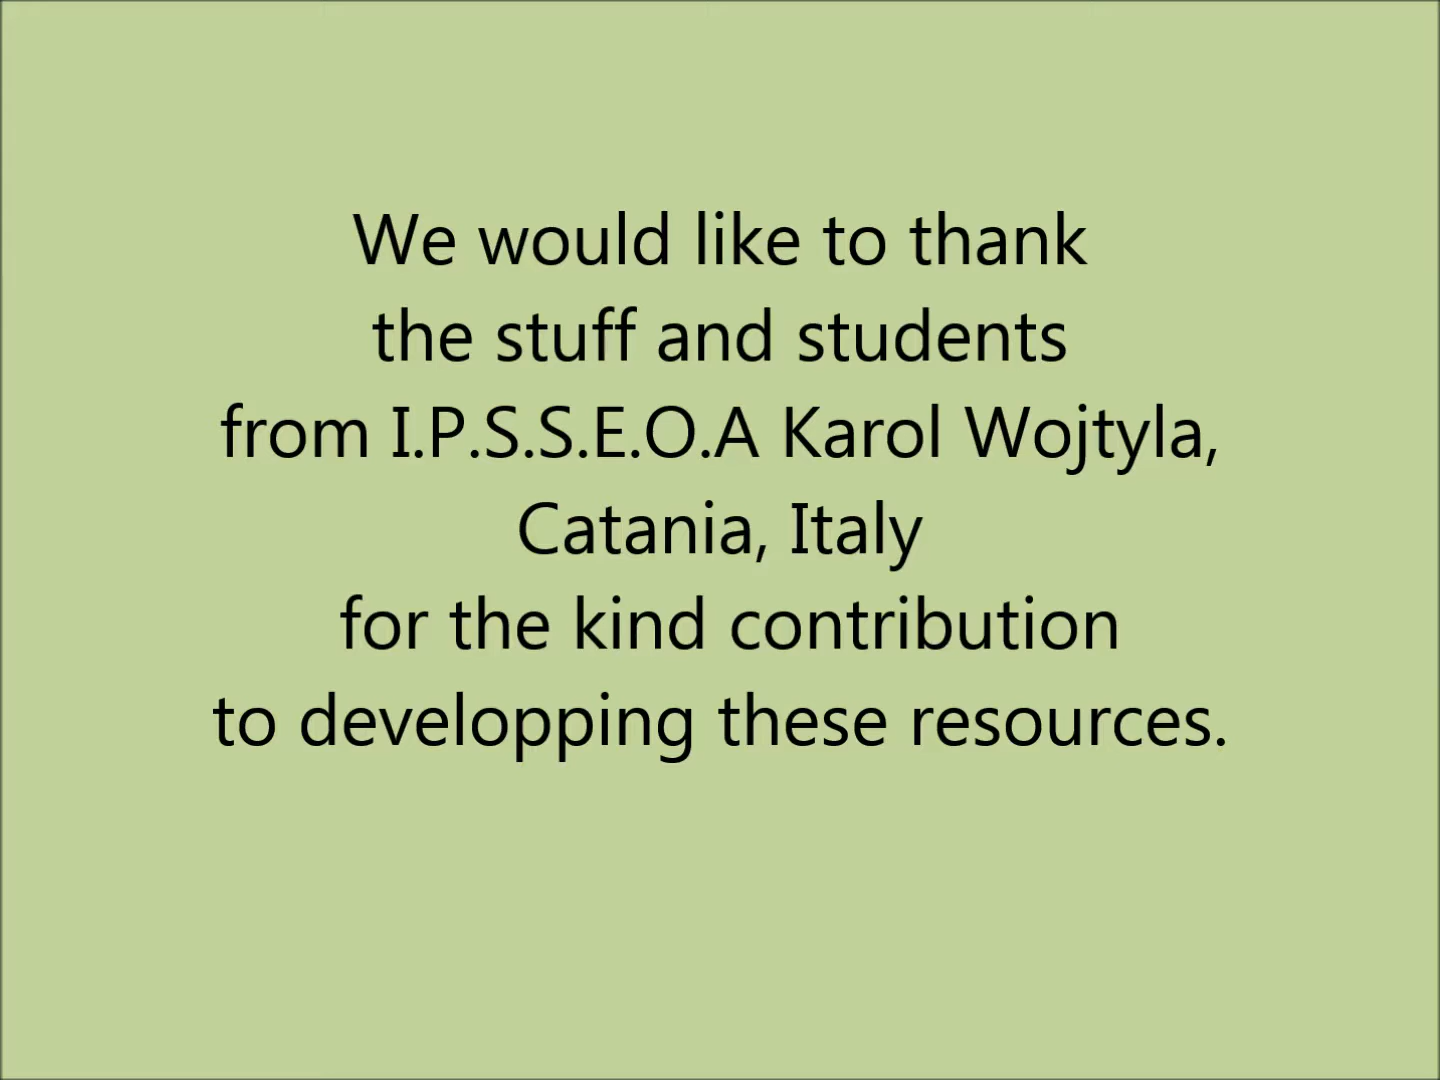 We would like to thank
the stuff and students
from I.P.S.S.E.O.A Karol Wojtyla,
Catania, Italy
for the kind contribution
to developping these resources.